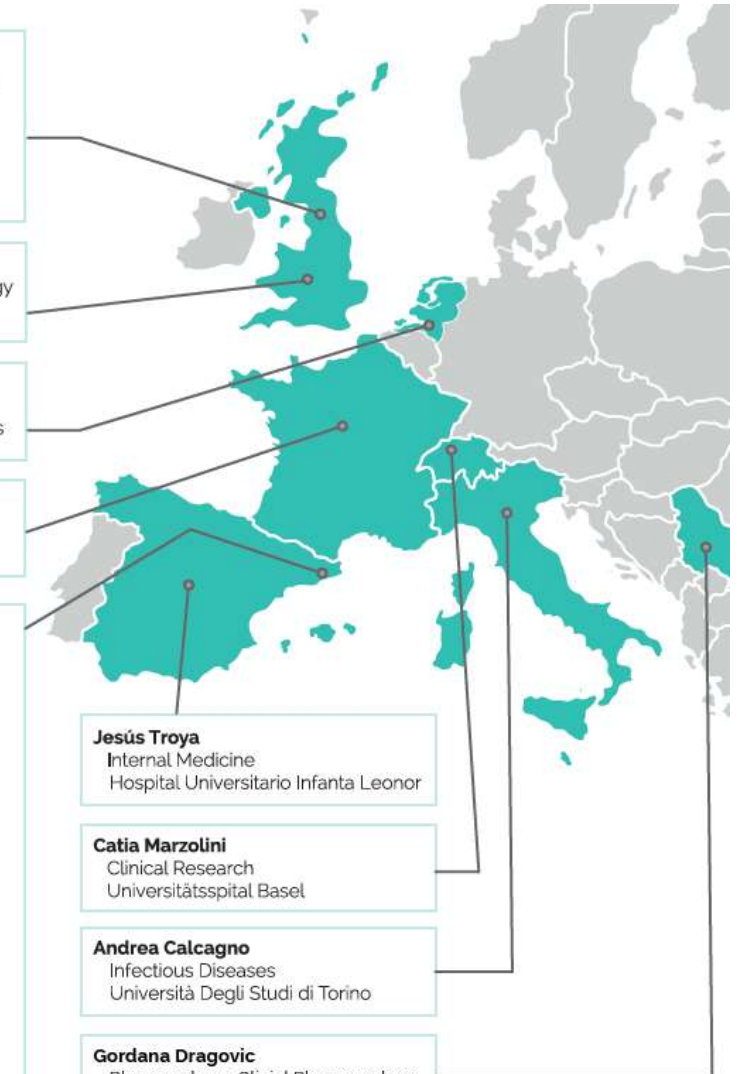 gy
s
Jesús Troya
Internal Medicine
Hospital Universitario Infanta Leonor
Catia Marzolini
Clinical Research
Universitätsspital Basel
Andrea Calcagno
Infectious Diseases
Università Degli Studi di Torino
Gordana Dragovic